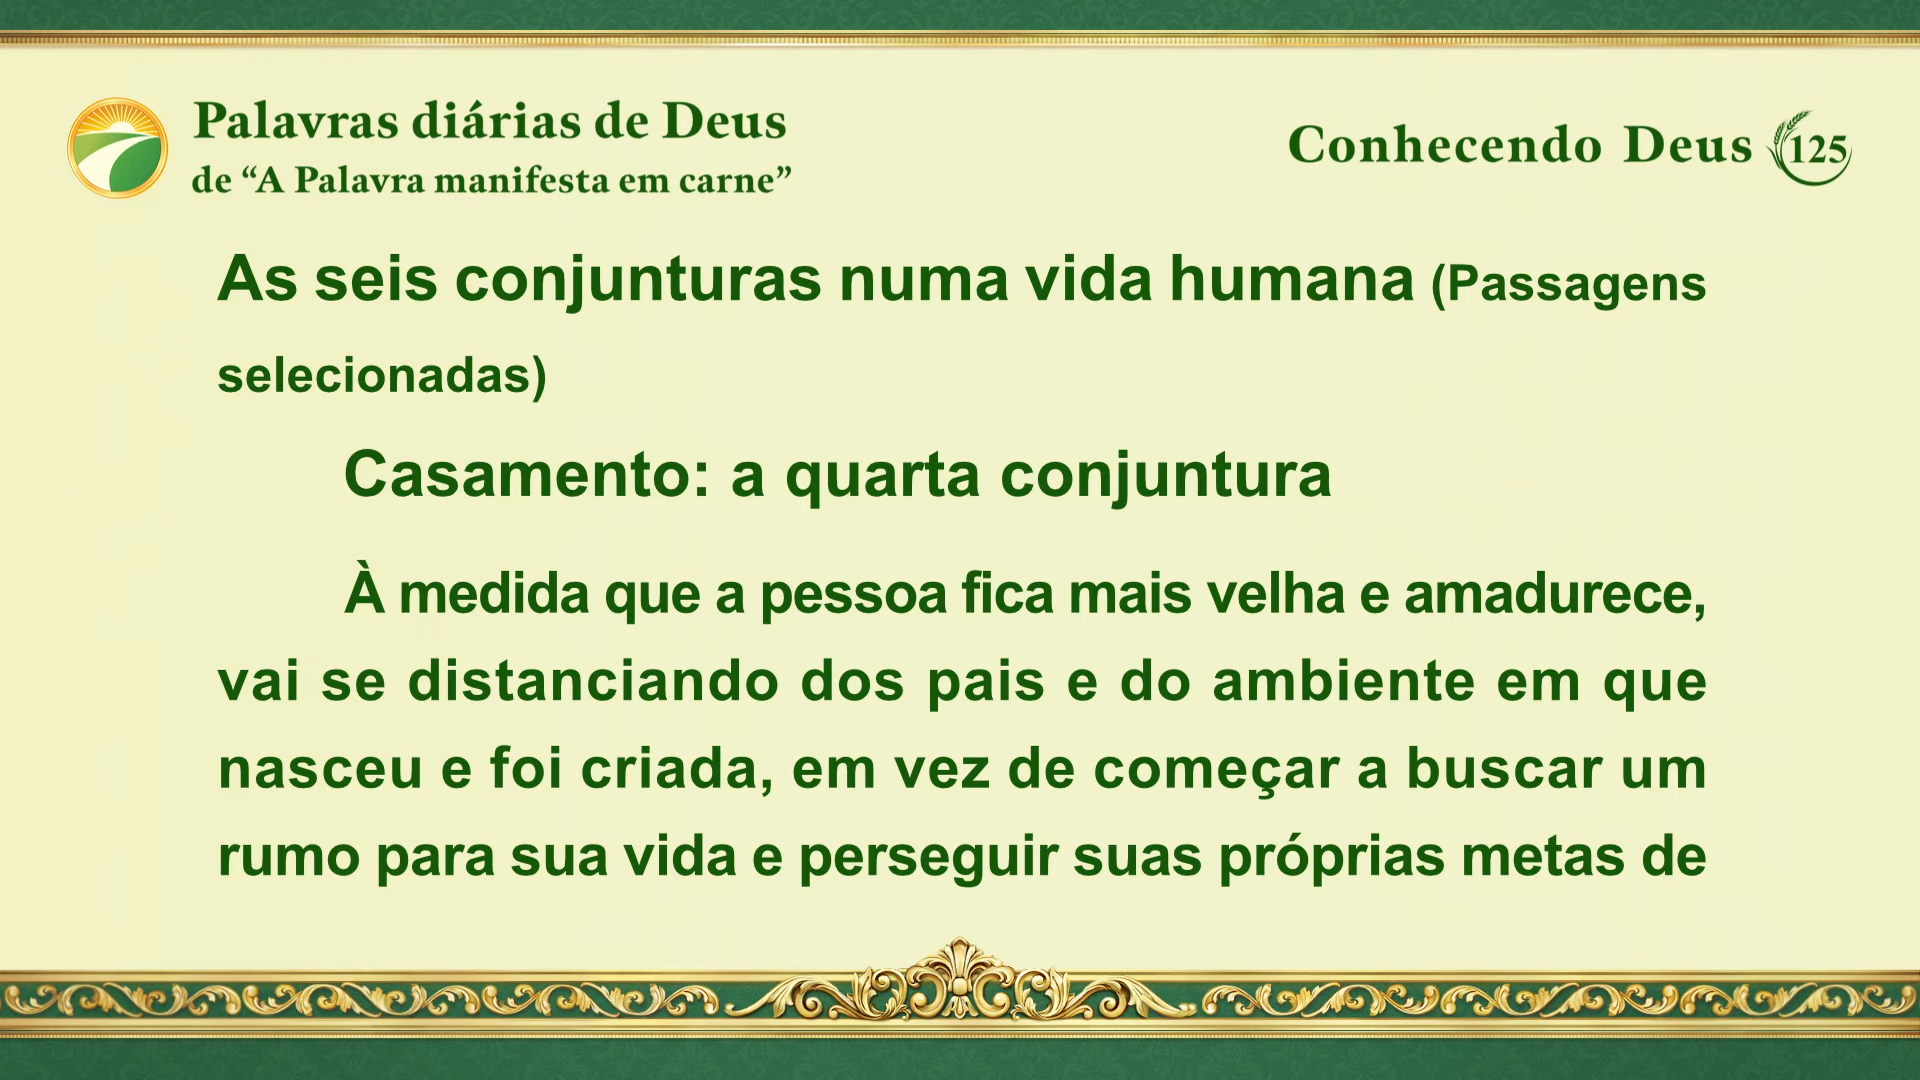 Palavras diárias de Deus
de “A Palavra manifesta em carne”
Conhecendo Deus 125
As seis conjunturas numa vida humana (Passagens
selecionadas)
Casamento: a quarta conjuntura
À medida que a pessoa fica mais velha e amadurece,
vai se distanciando dos pais e do ambiente em que
nasceu e foi criada, em vez de começar a buscar um
rumo para sua vida e perseguir suas próprias metas de